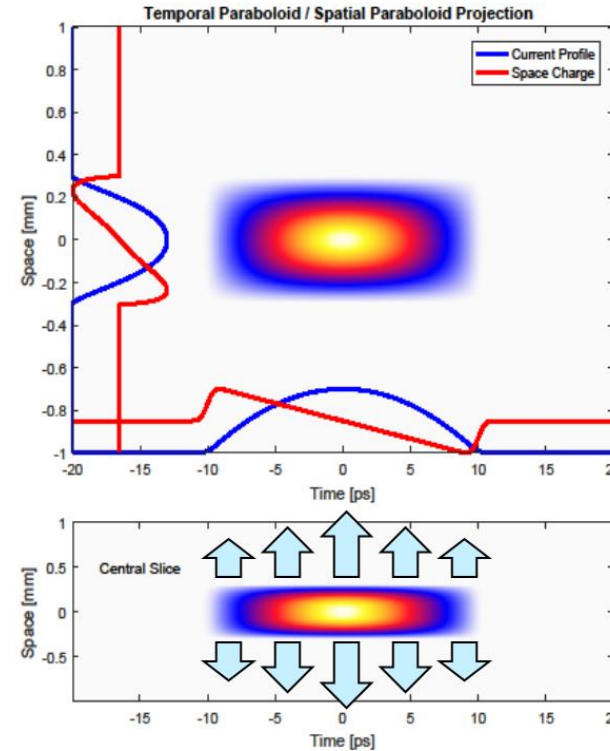 Temporal Paraboloid / Spatial Paraboloid Projection
Current Profile
Space Charge
1
0.8
0.6
0.4
0.2
0
-0.2
-0.4
-0.6
-0.8
-1
Space [mm]
-20 -15 -10 -5 0 5 10 15
Time [ps]
Central Slice
1
0.5
0
-0.5
Space [mm]
-15 -10 -5 0 5 10 15
Time [ps]